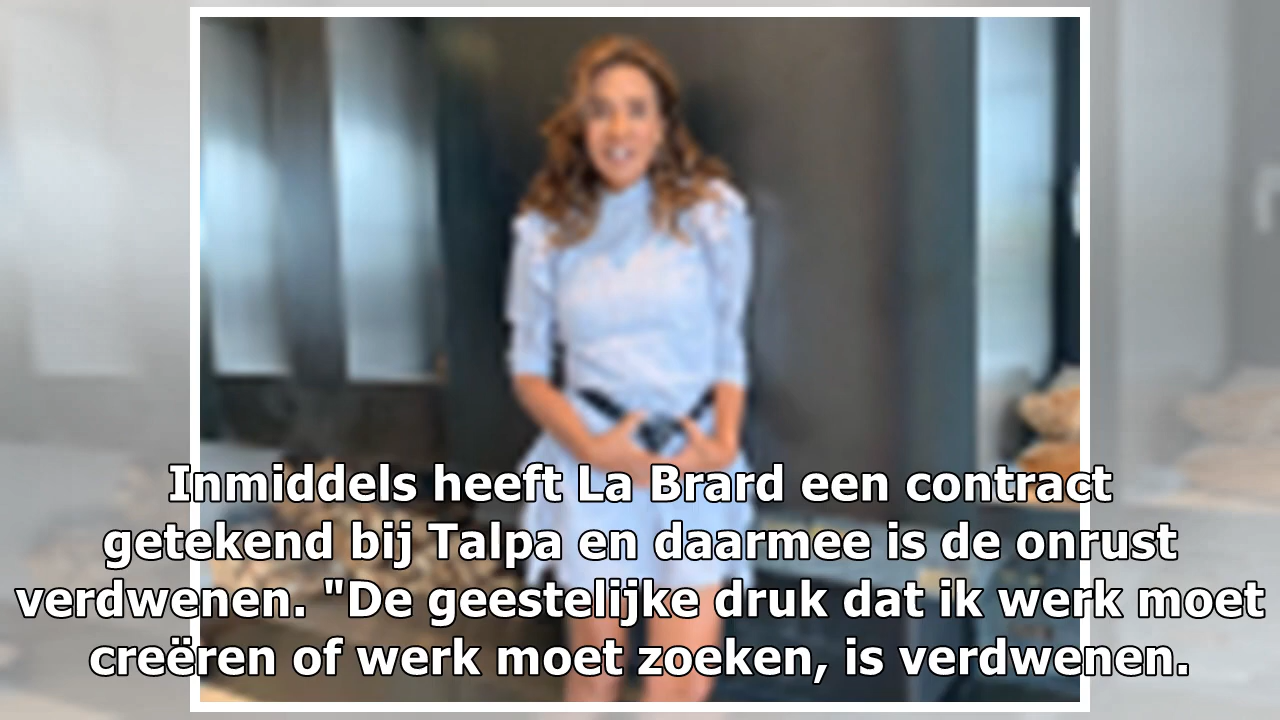 Inmiddels heeft La Brard een contract
getekend bij Talpa en daarmee is de onrust
verdwenen. "De geestelijke druk dat ik werk moet
creëren of werk moet zoeken, is verdwenen.